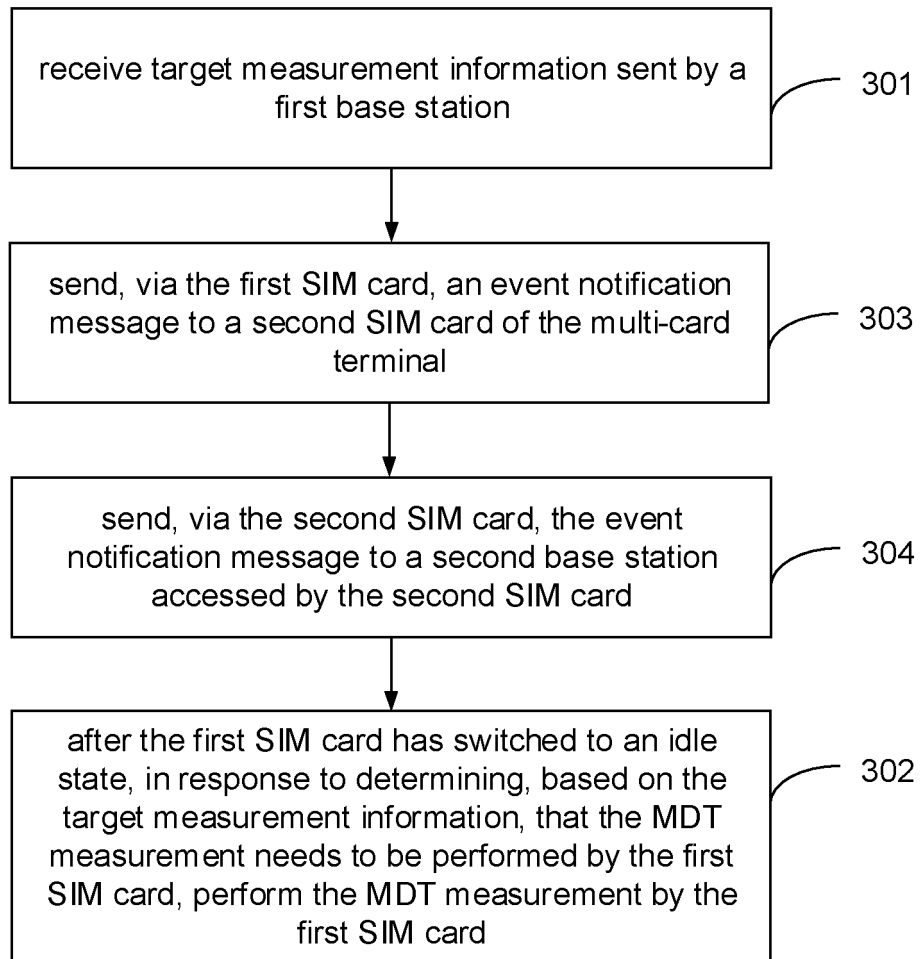 receive target measurement information sent by a
first base station
301
send, via the first SIM card, an event notification
message to a second SIM card of the multi-card
terminal
303
send, via the second SIM card, the event
notification message to a second base station
accessed by the second SIM card
304
after the first SIM card has switched to an idle
state, in response to determining, based on the
target measurement information, that the MDT
measurement needs to be performed by the first
SIM card, perform the MDT measurement by the
first SIM card
302